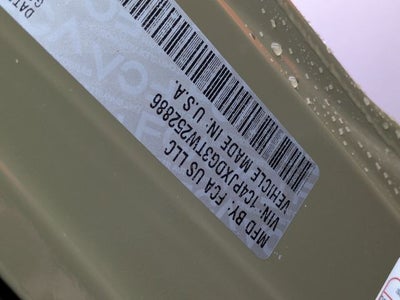 MFD BY: FCA US LLC
VIN: 1C4PJXDG3TW252886
VEHICLE MADE IN: U.S.A.